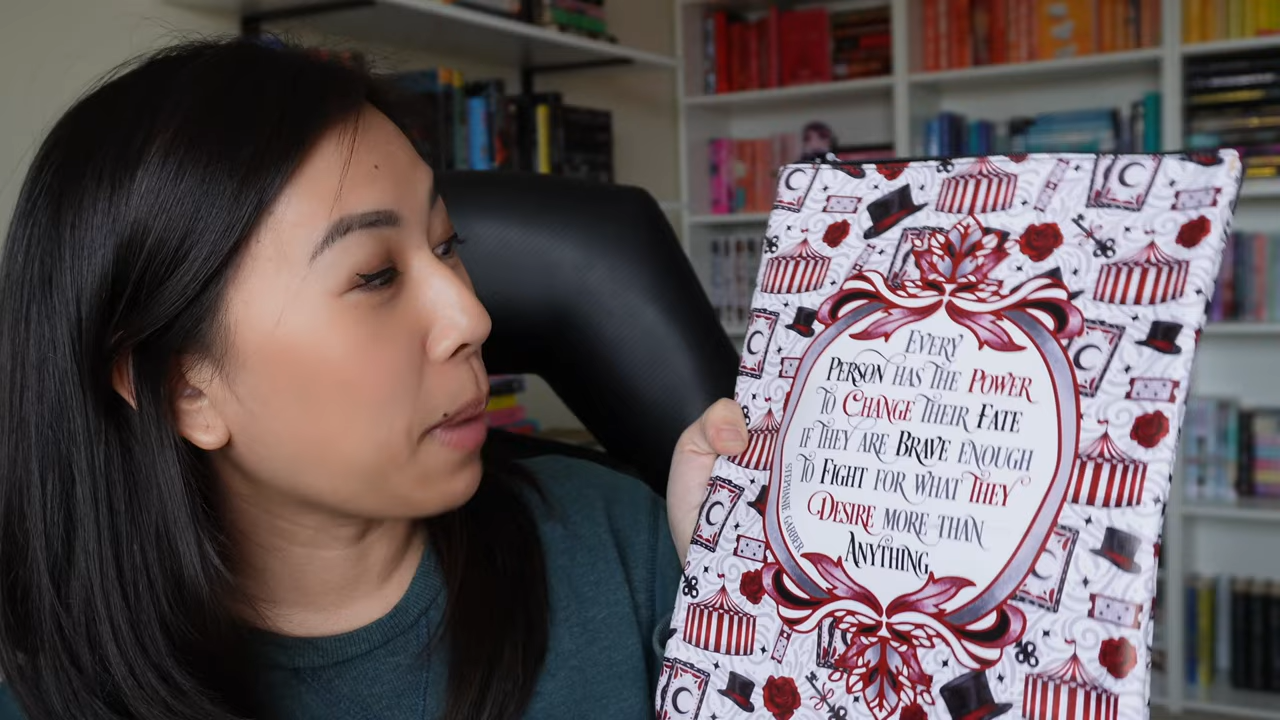 EVERY
PERSON HAS THE POWER
TO CHANGE THEIR FATE
IF THEY ARE BRAVE ENOUGH
TO FIGHT FOR WHAT THEY
DESIRE MORE THAN
ANYTHING
STEPHANIE GARBER